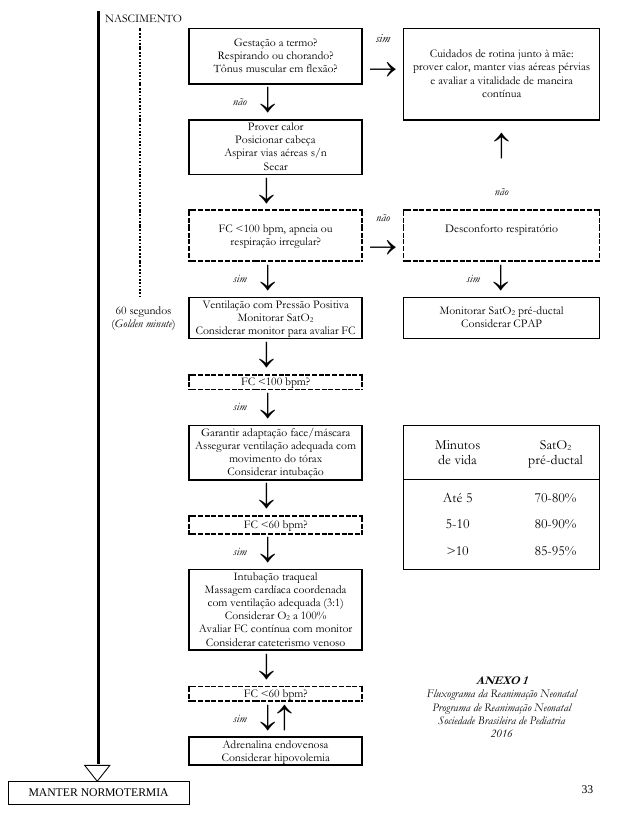 NASCIMENTO
Gestação a termo?
Respirando ou chorando?
Tônus muscular em flexão?
sim
Cuidados de rotina junto à mãe:
prover calor, manter vias aéreas pérvias
e avaliar a vitalidade de maneira
contínua
não
Prover calor
Posicionar cabeça
Aspirar vias aéreas s/n
Secar
não
FC <100 bpm, apneia ou
respiração irregular?
não
Desconforto respiratório
sim
sim
60 segundos
(Golden minute)
Ventilação com Pressão Positiva
Monitorar SatO₂
Considerar monitor para avaliar FC
Monitorar SatO₂ pré-ductal
Considerar CPAP
FC <100 bpm?
sim
Garantir adaptação face/máscara
Assegurar ventilação adequada com
movimento do tórax
Considerar intubação
Minutos de vida SatO₂ pré-ductal
Até 5 70-80%
5-10 80-90%
>10 85-95%
FC <60 bpm?
sim
Intubação traqueal
Massagem cardíaca coordenada
com ventilação adequada (3:1)
Considerar O₂ a 100%
Avaliar FC contínua com monitor
Considerar cateterismo venoso
FC <60 bpm?
sim
Adrenalina endovenosa
Considerar hipovolemia
ANEXO 1
Fluxograma da Reanimação Neonatal
Programa de Reanimação Neonatal
Sociedade Brasileira de Pediatria
2016
MANTER NORMOTERMIA
33